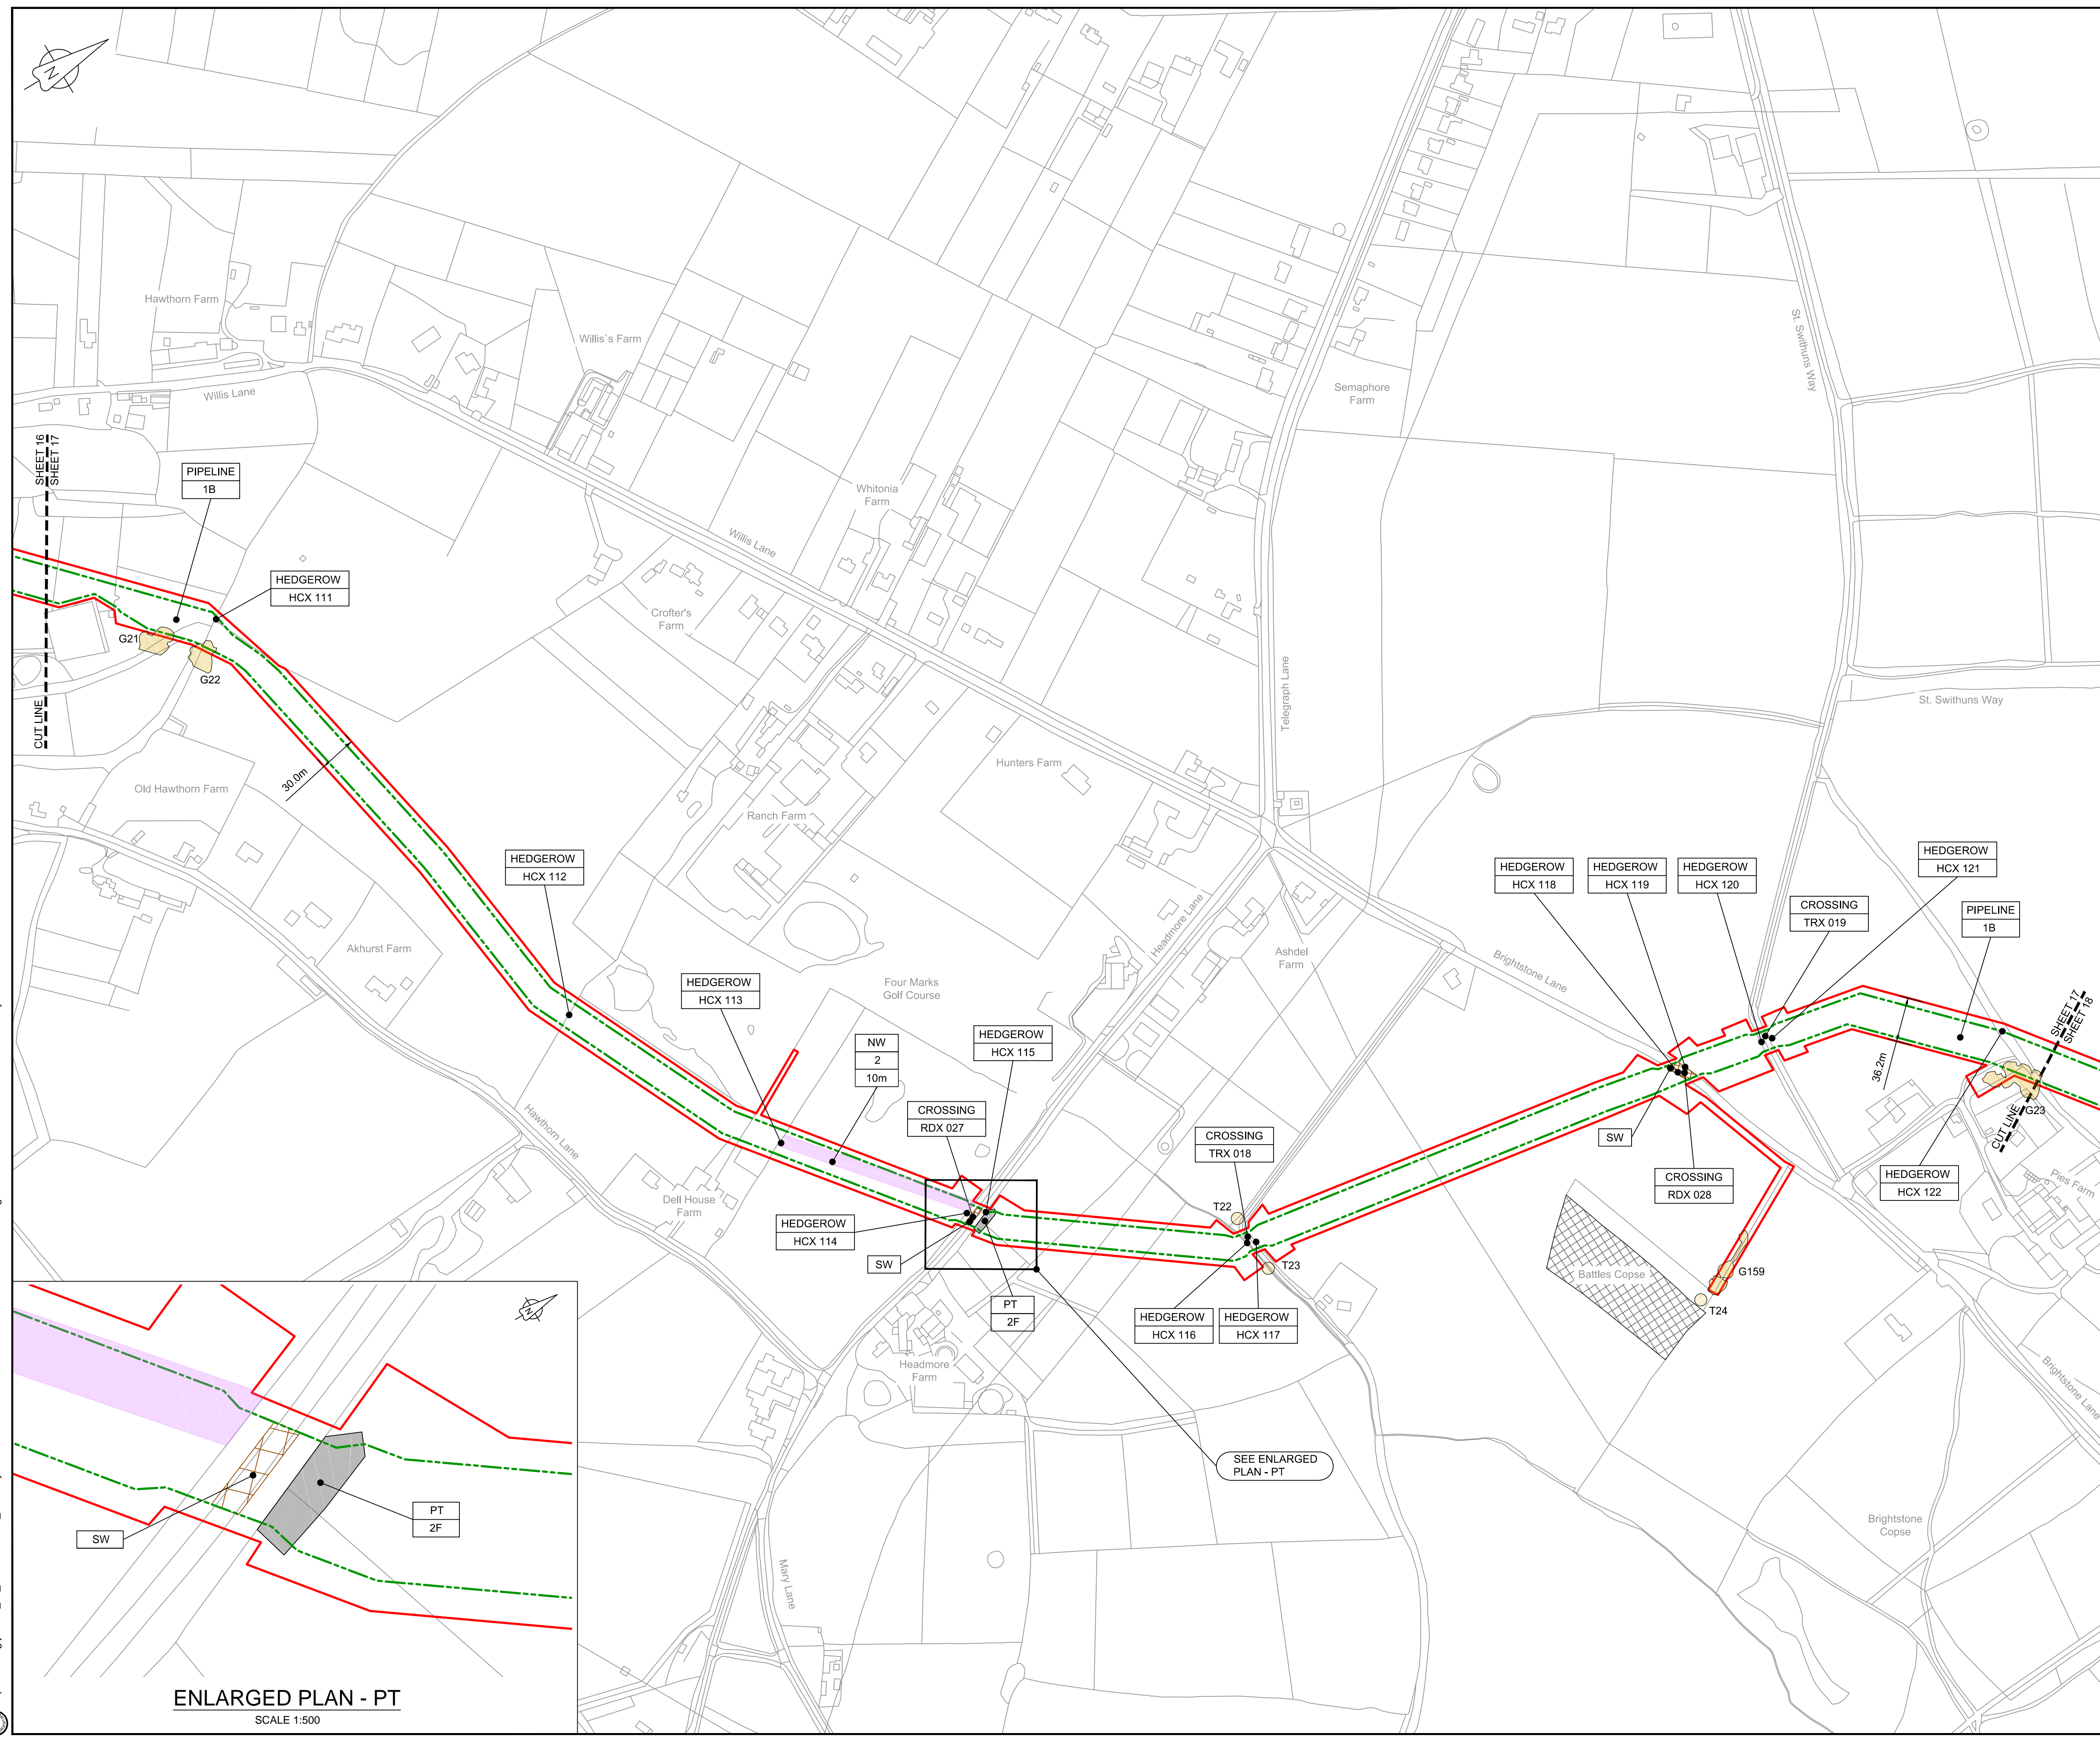 N
Hawthorn Farm
Willis Lane
Willis`s Farm
St. Swithuns Way
Semaphore
Farm
SHEET 16
SHEET 17
CUT LINE
PIPELINE
1B
HEDGEROW
HCX 111
Whitonia
Farm
Willis Lane
Crofter's
Farm
G21
G22
30.0m
Old Hawthorn Farm
Telegraph Lane
St. Swithuns Way
Hunters Farm
Ranch Farm
HEDGEROW
HCX 112
Akhurst Farm
Headmore Lane
Ashdel
Farm
Brightstone Lane
HEDGEROW
HCX 118
HEDGEROW
HCX 119
HEDGEROW
HCX 120
HEDGEROW
HCX 121
CROSSING
TRX 019
PIPELINE
1B
HEDGEROW
HCX 113
Four Marks
Golf Course
NW
2
10m
HEDGEROW
HCX 115
CROSSING
RDX 027
SHEET 17
SHEET 18
CUT LINE
36.2m
G23
Hawthorn Lane
CROSSING
TRX 018
SW
CROSSING
RDX 028
HEDGEROW
HCX 122
Pies Farm
Dell House
Farm
HEDGEROW
HCX 114
SW
T22
T23
PT
2F
HEDGEROW
HCX 116
HEDGEROW
HCX 117
Battles Copse
G159
T24
Headmore
Farm
Brightstone Lane
SEE ENLARGED
PLAN - PT
Brightstone
Copse
Mary Lane
N
SW
PT
2F
ENLARGED PLAN - PT
SCALE 1:500